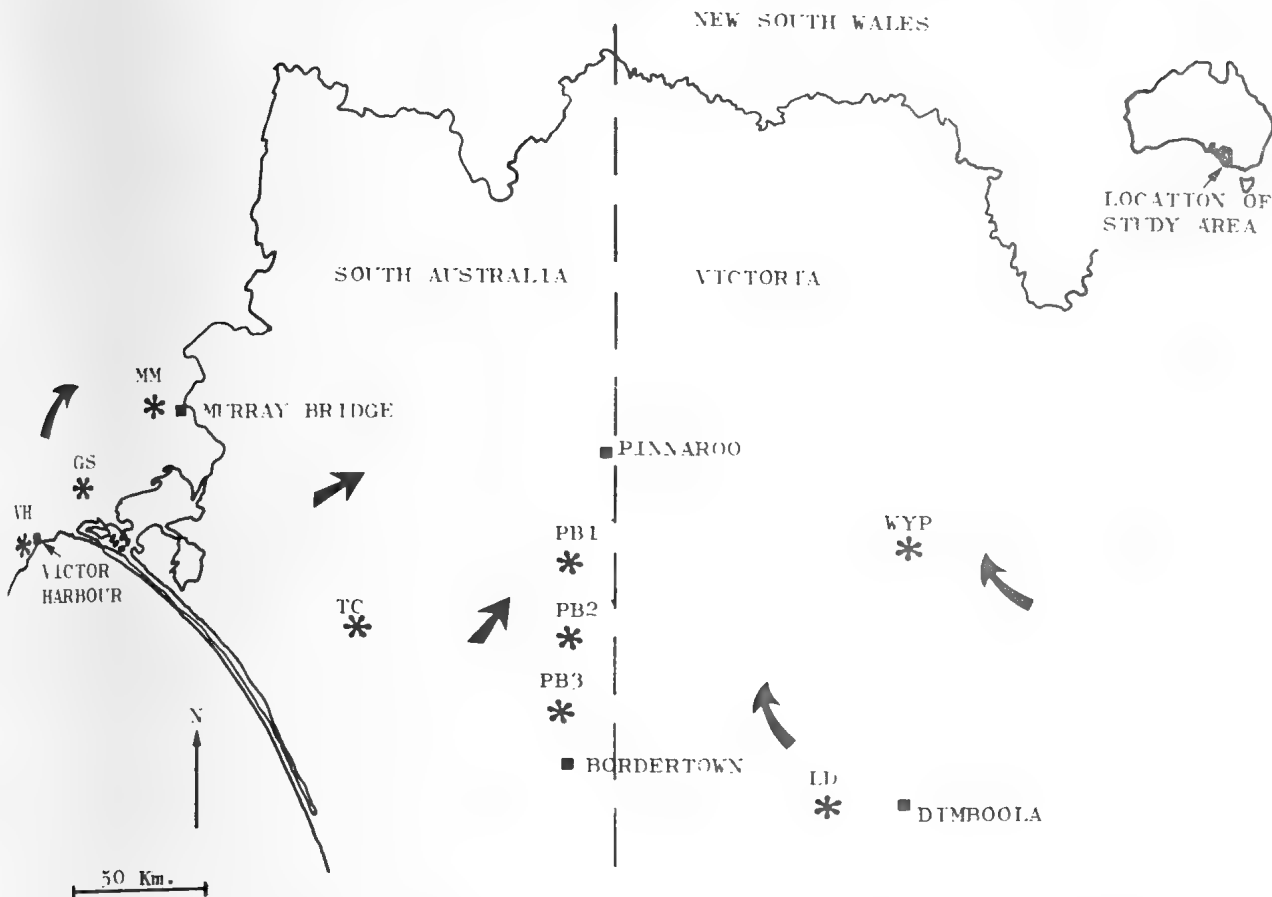 NEW SOUTH WALES
LOCATION OF
STUDY AREA
SOUTH AUSTRALIA
VICTORIA
MM
MURRAY BRIDGE
GS
PINNAROO
VH
VICTOR
HARBOUR
PB1
WYP
TC
PB2
PB3
N
BORDERTOWN
LD
DIMBOOLA
50 Km.